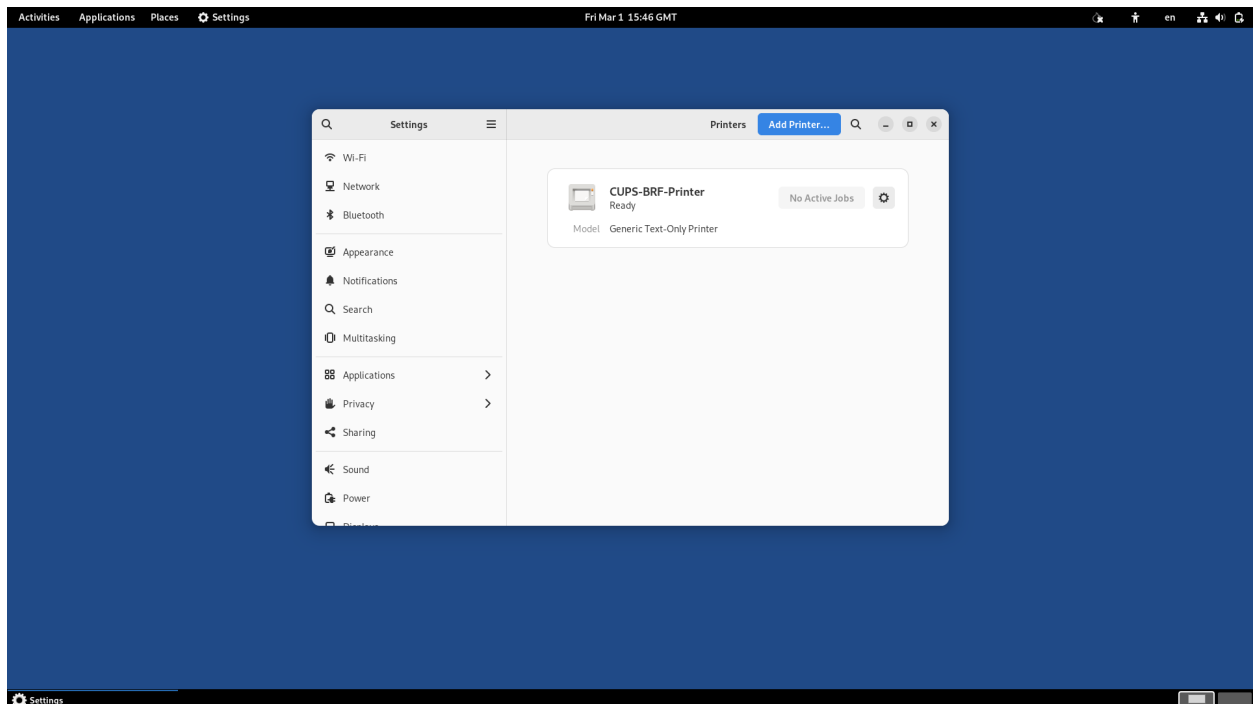 Activities Applications Places Settings Fri Mar 1 15:46 GMT en
Settings
Printers Add Printer...
Wi-Fi
Network
Bluetooth
Appearance
Notifications
Search
Multitasking
Applications
Privacy
Sharing
Sound
Power
Displays
CUPS-BRF-Printer
Ready
No Active Jobs
Model Generic Text-Only Printer
Settings